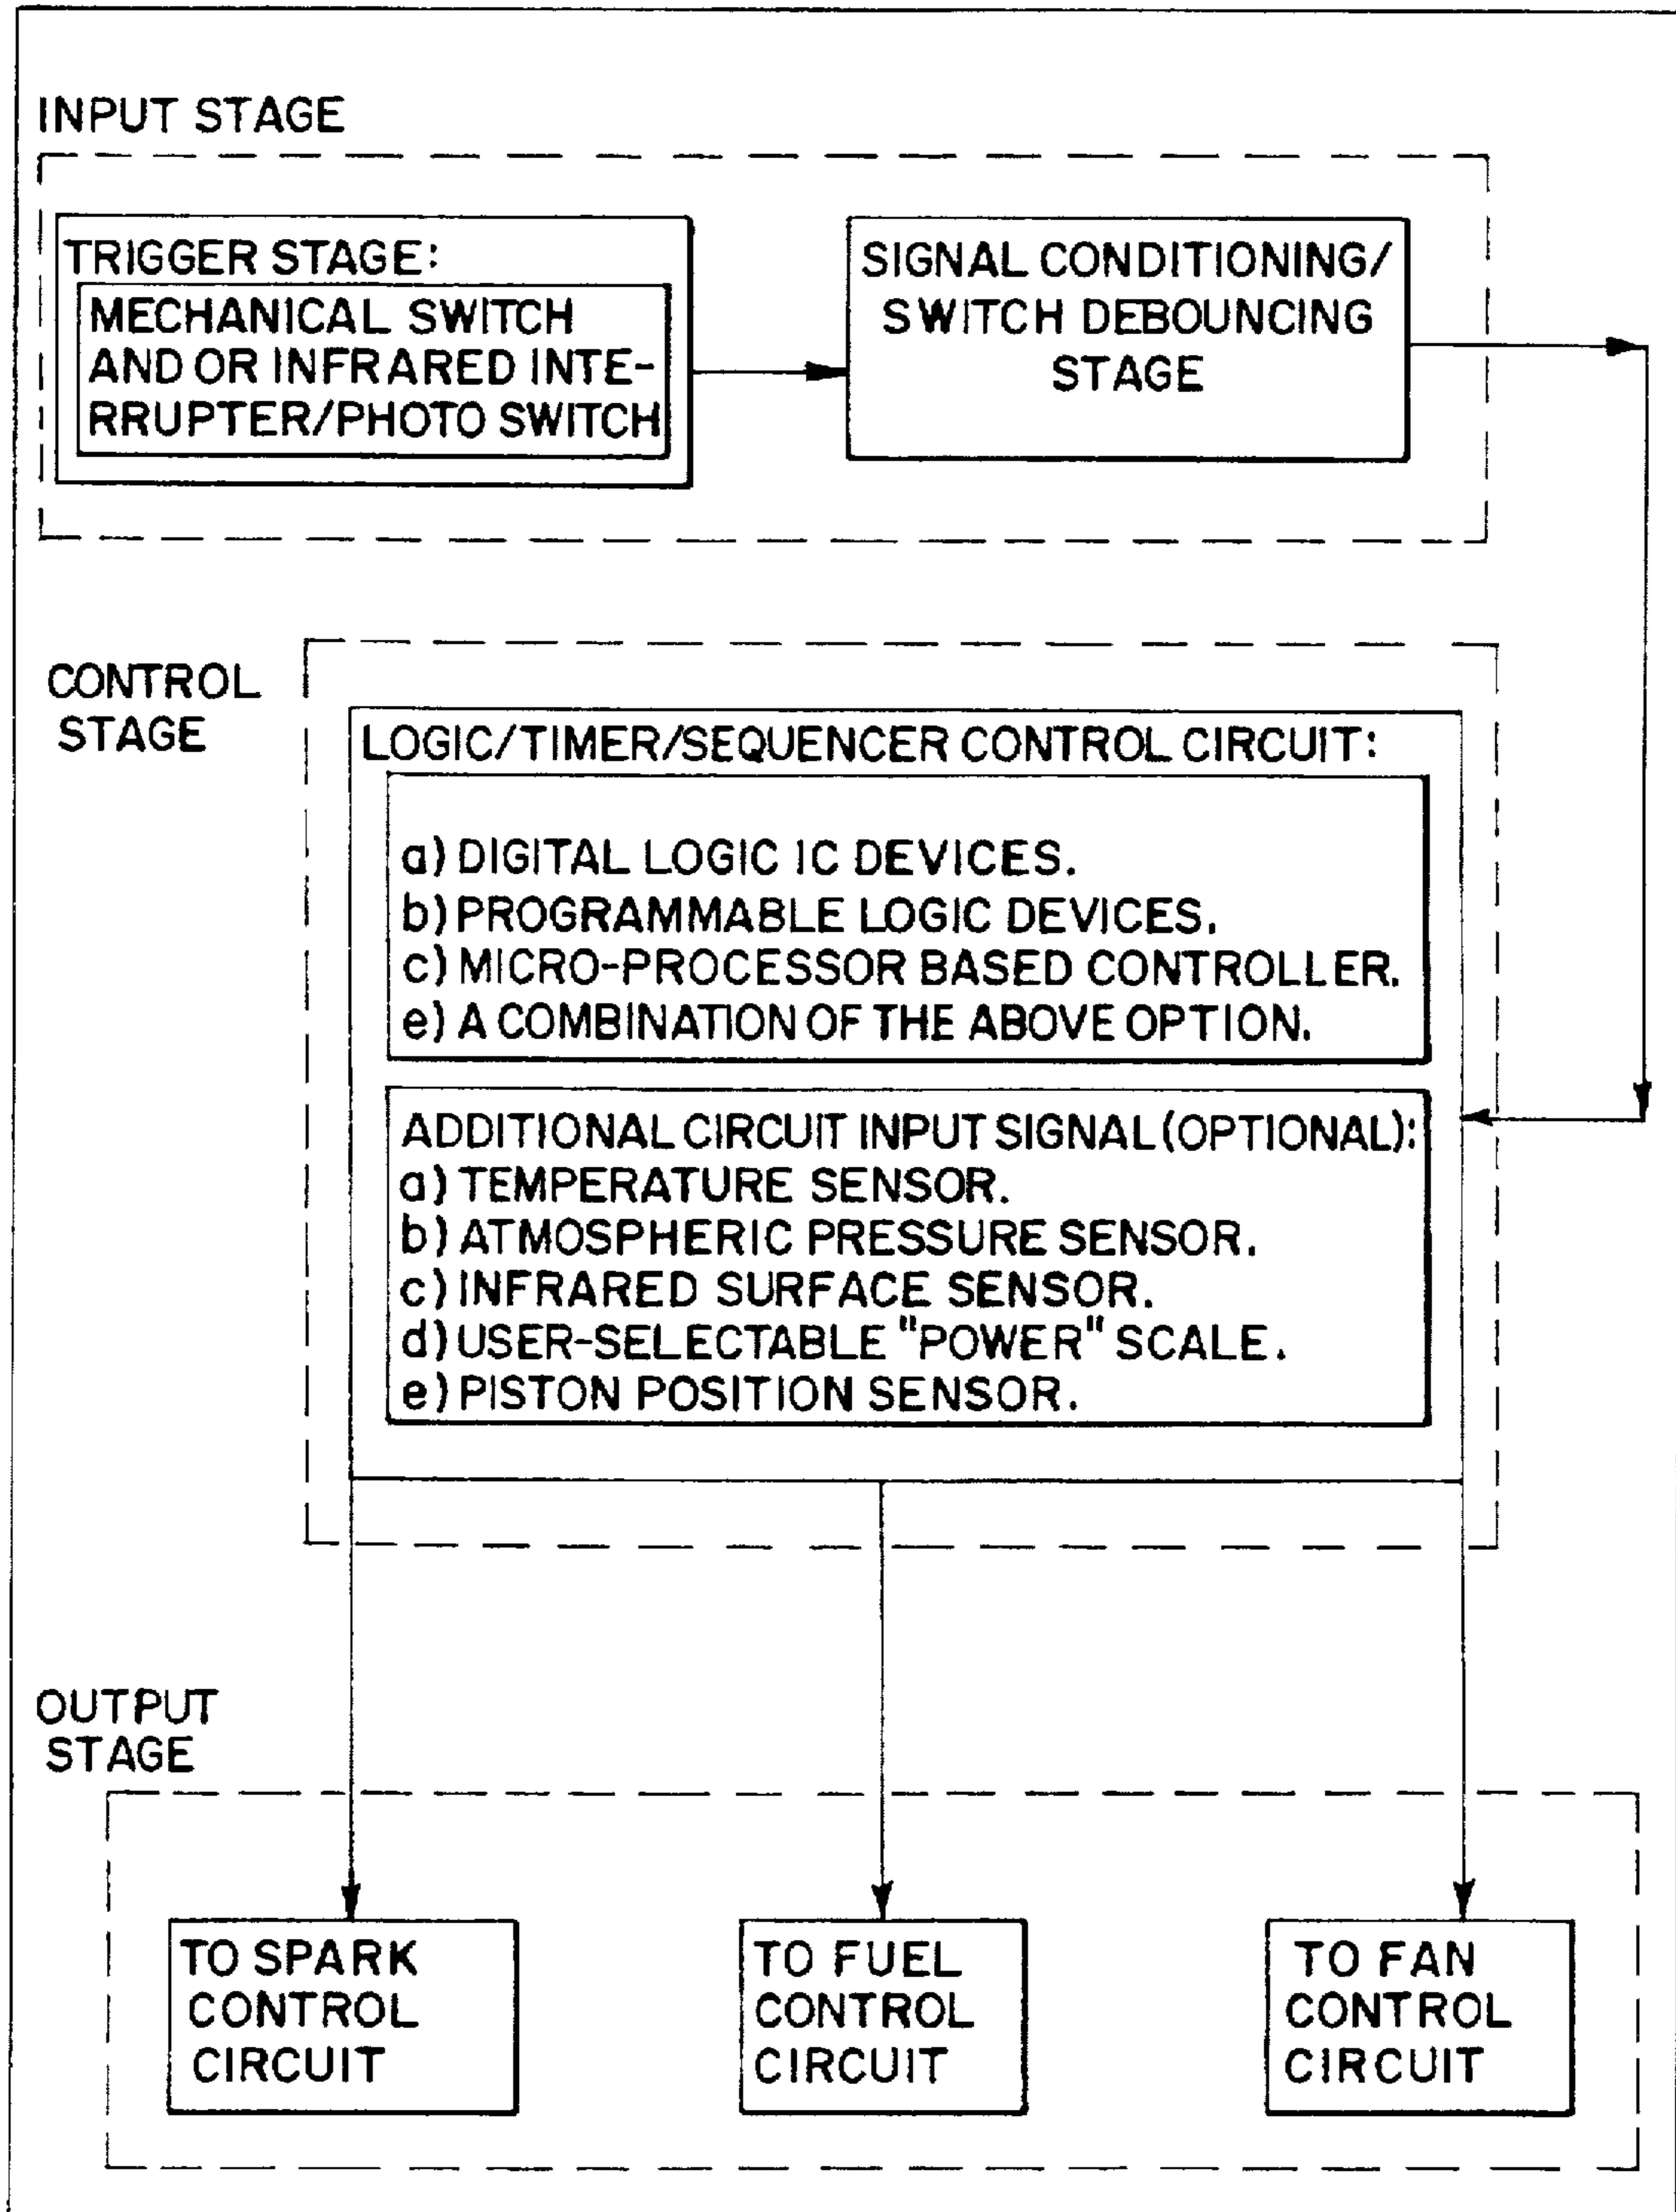 INPUT STAGE
TRIGGER STAGE:
MECHANICAL SWITCH
AND OR INFRARED INTE-
RRUPTER/PHOTO SWITCH
SIGNAL CONDITIONING/
SWITCH DEBOUNCING
STAGE
CONTROL
STAGE
LOGIC/TIMER/SEQUENCER CONTROL CIRCUIT:
a) DIGITAL LOGIC IC DEVICES.
b) PROGRAMMABLE LOGIC DEVICES.
c) MICRO-PROCESSOR BASED CONTROLLER.
e) A COMBINATION OF THE ABOVE OPTION.
ADDITIONAL CIRCUIT INPUT SIGNAL (OPTIONAL):
a) TEMPERATURE SENSOR.
b) ATMOSPHERIC PRESSURE SENSOR.
c) INFRARED SURFACE SENSOR.
d) USER-SELECTABLE "POWER" SCALE.
e) PISTON POSITION SENSOR.
OUTPUT
STAGE
TO SPARK
CONTROL
CIRCUIT
TO FUEL
CONTROL
CIRCUIT
TO FAN
CONTROL
CIRCUIT